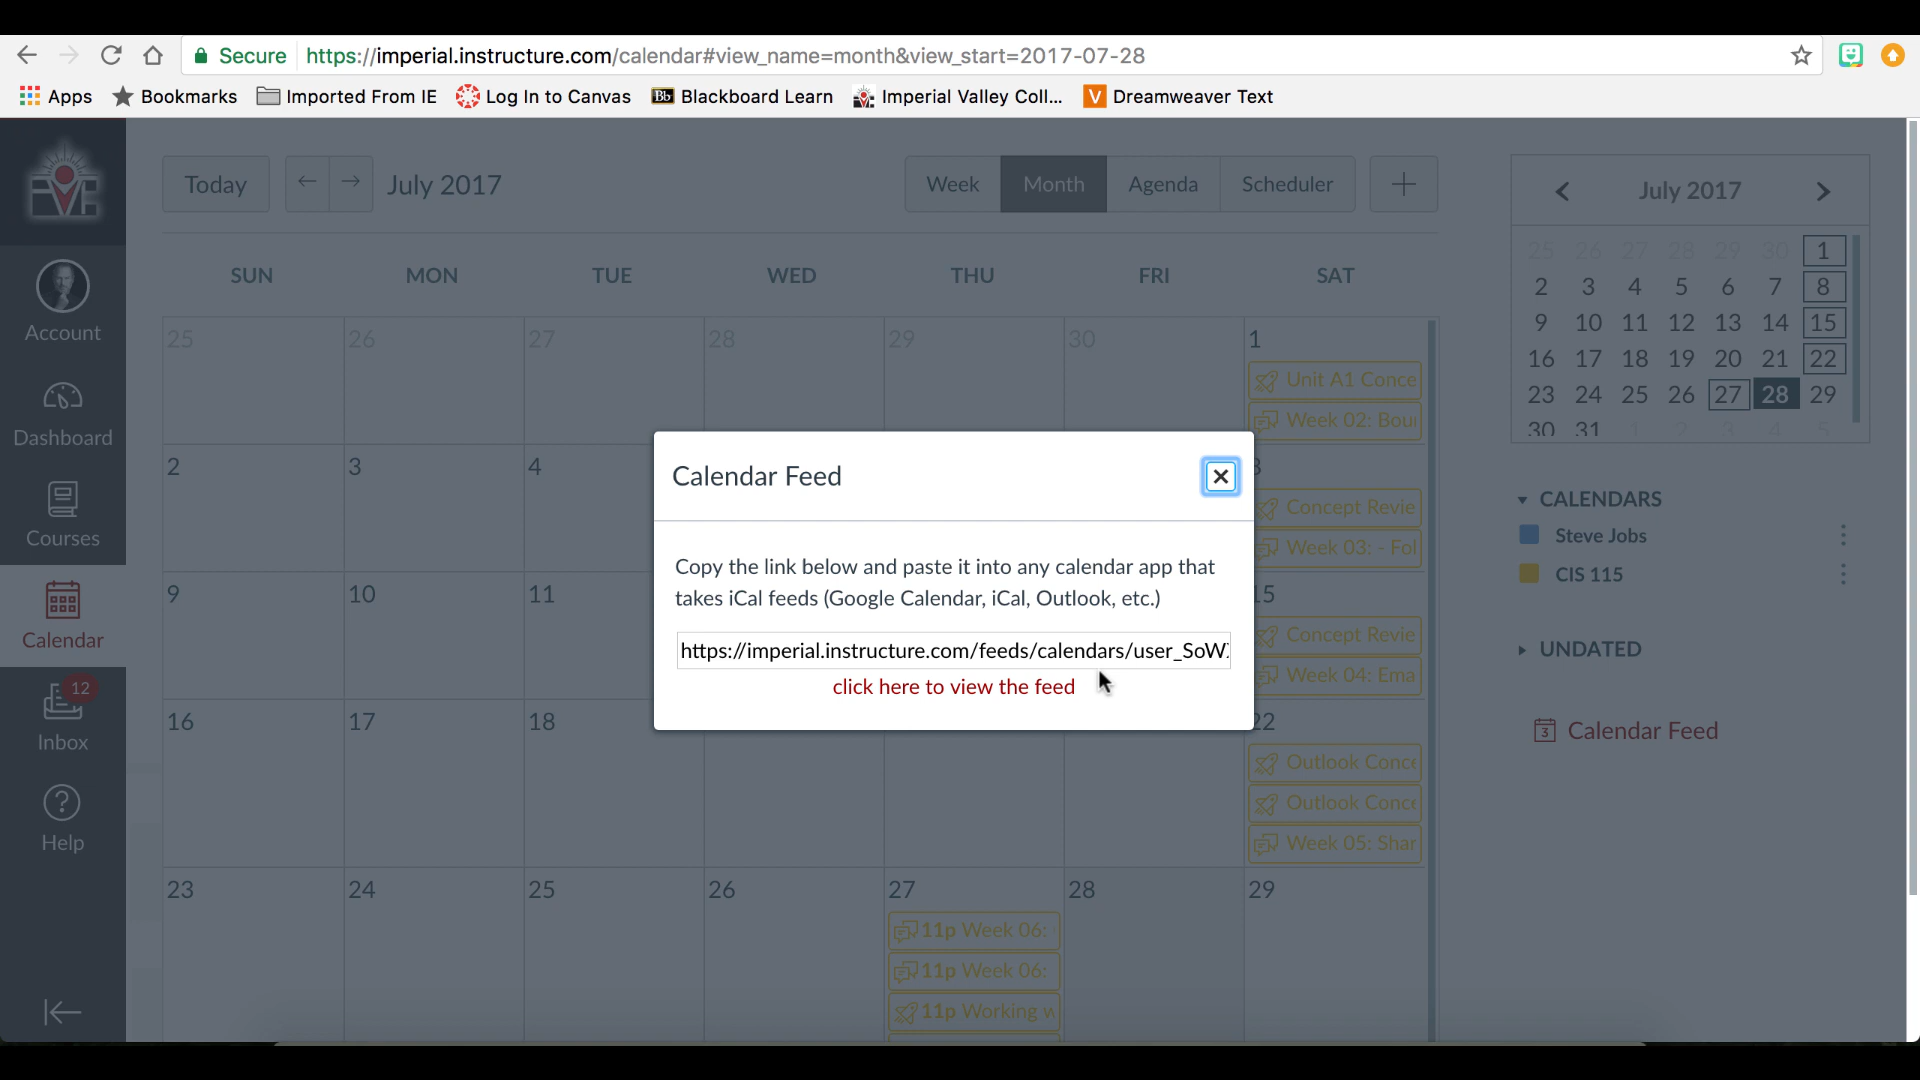 Secure https://imperial.instructure.com/calendar#view_name=month&view_start=2017-07-28
Apps Bookmarks Imported From IE Log In to Canvas Bb Blackboard Learn Imperial Valley Coll... V Dreamweaver Text
Account
Dashboard
Courses
Calendar
12
Inbox
Help
Today ← → July 2017 Week Month Agenda Scheduler +
SUN MON TUE WED THU FRI SAT
25 26 27 28 29 30 1
Unit A1 Conce
Week 02: Bou
2 3 4
Concept Revie
Week 03: - Fol
9 10 11 15
Concept Revie
Week 04: Ema
16 17 18 22
Outlook Conce
Outlook Conce
Week 05: Shar
23 24 25 26 27 28 29
11p Week 06:
11p Week 06:
11p Working w
Calendar Feed
Copy the link below and paste it into any calendar app that
takes iCal feeds (Google Calendar, iCal, Outlook, etc.)
https://imperial.instructure.com/feeds/calendars/user_SoW
click here to view the feed
July 2017
25 26 27 28 29 30 1
2 3 4 5 6 7 8
9 10 11 12 13 14 15
16 17 18 19 20 21 22
23 24 25 26 27 28 29
30 31 1 2 3 4 5
CALENDARS
Steve Jobs
CIS 115
UNDATED
3 Calendar Feed